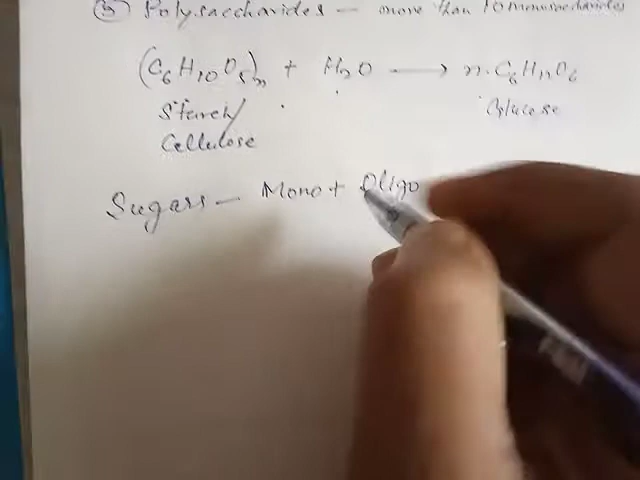 ③ Polysaccharides — more than 10 monosaccharides
(C₆H₁₀O₅)ₙ + H₂O ⟶ n·C₆H₁₂O₆
Starch/ Glucose
Cellulose
Sugars — Mono + Oligo